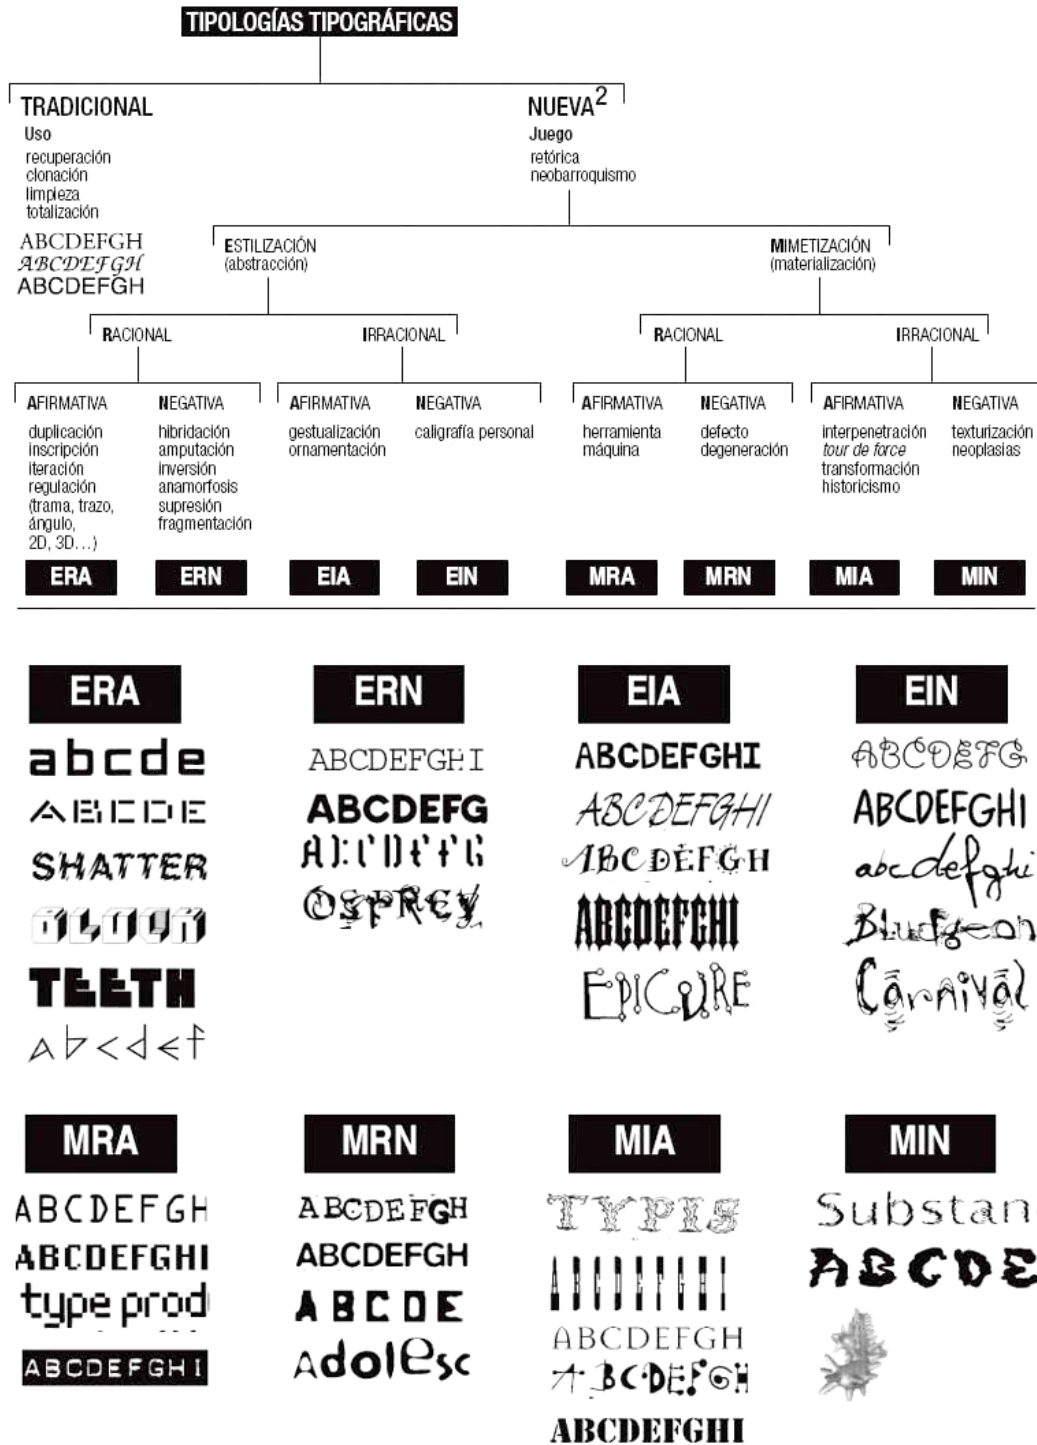 TIPOLOGÍAS TIPOGRÁFICAS
TRADICIONAL
Uso
recuperación
clonación
limpieza
totalización
ABCDEFGH
ABCDEFGH
ABCDEFGH
NUEVA2
Juego
retórica
neobarroquismo
ESTILIZACIÓN
(abstracción)
MIMETIZACIÓN
(materialización)
RACIONAL
IRRACIONAL
RACIONAL
IRRACIONAL
AFIRMATIVA
duplicación
inscripción
iteración
regulación
(trama, trazo,
ángulo,
2D, 3D...)
NEGATIVA
hibridación
amputación
inversión
anamorfosis
supresión
fragmentación
AFIRMATIVA
gestualización
ornamentación
NEGATIVA
caligrafía personal
AFIRMATIVA
herramienta
máquina
NEGATIVA
defecto
degeneración
AFIRMATIVA
interpenetración
tour de force
transformación
historicismo
NEGATIVA
texturización
neoplasias
ERA ERN EIA EIN MRA MRN MIA MIN
ERA
abcde
ABCDE
SHATTER
BLOCK
TEETH
abcdef
ERN
ABCDEFGHI
ABCDEFG
ABCDEFG
OSPREY
EIA
ABCDEFGHI
ABCDEFGHI
ABCDEFGH
ABCDEFGHI
EPICURE
EIN
ABCDEFG
ABCDEFGHI
abcdefghi
Bludgeon
Carnival
MRA
ABCDEFGH
ABCDEFGHI
type prod
ABCDEFGHI
MRN
ABCDEFGH
ABCDEFGH
ABCDE
Adolesc
MIA
TYPIS
ABCDEFGHI
ABCDEFGH
ABCDEFGH
ABCDEFGHI
MIN
Substan
ABCDE